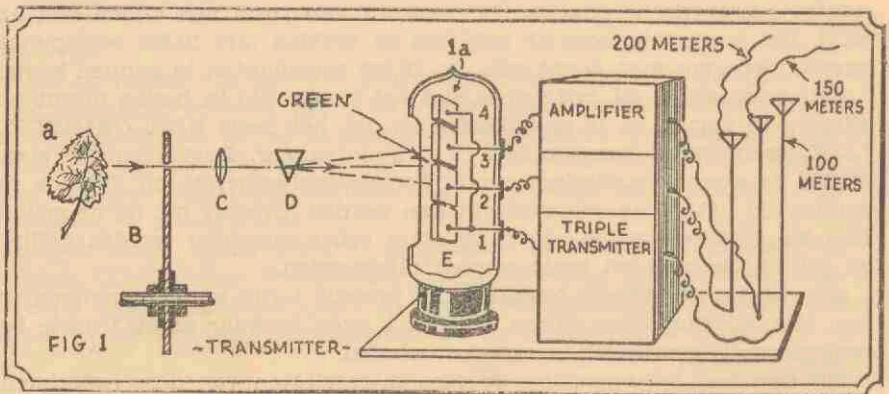 200 METERS
150
METERS
100
METERS
1a
GREEN
a
B
C
D
4
3
2
1
E
AMPLIFIER
TRIPLE
TRANSMITTER
FIG 1
~TRANSMITTER~